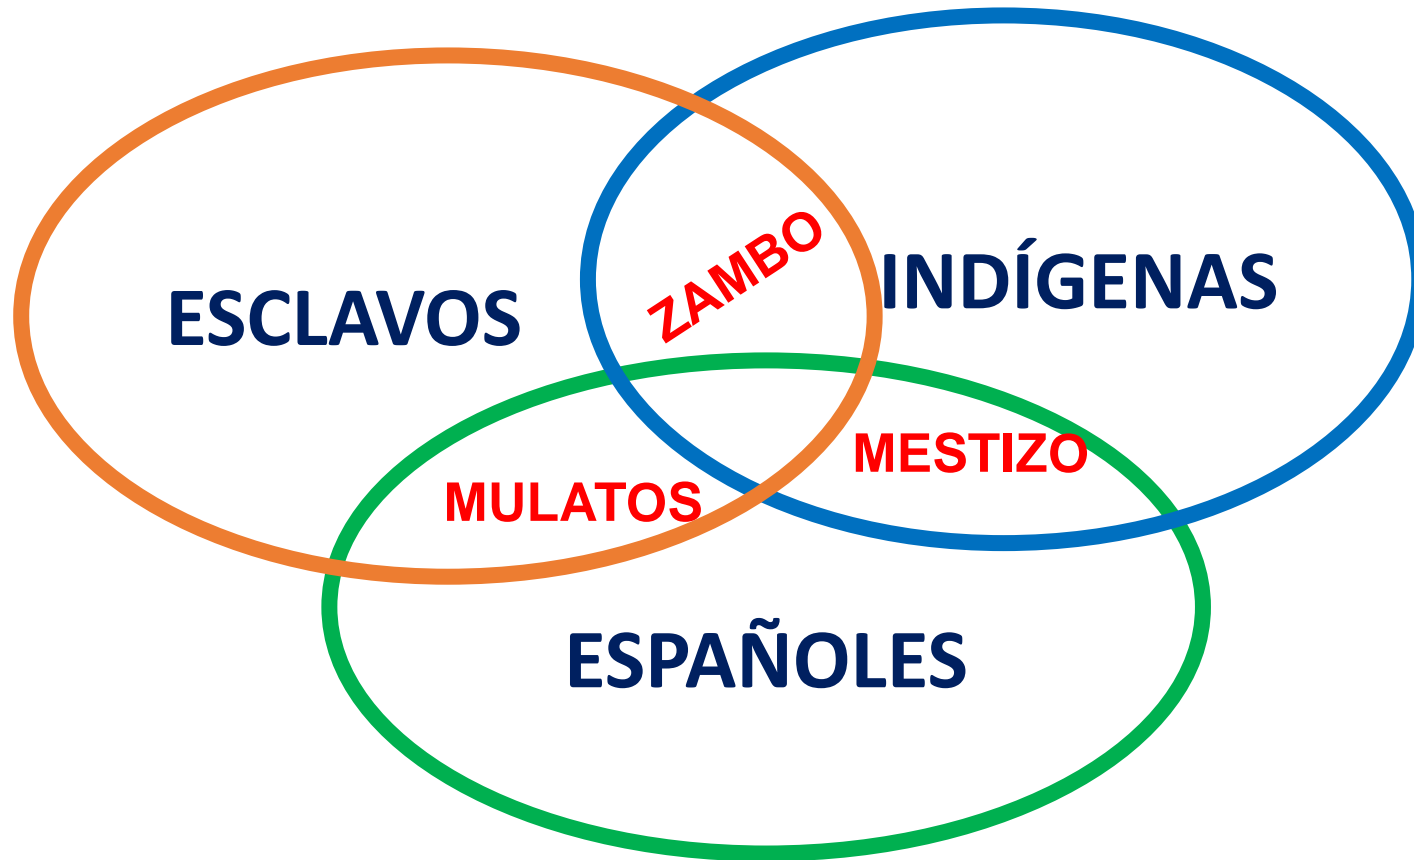 ZAMBO
INDÍGENAS
ESCLAVOS
MESTIZO
MULATOS
ESPAÑOLES